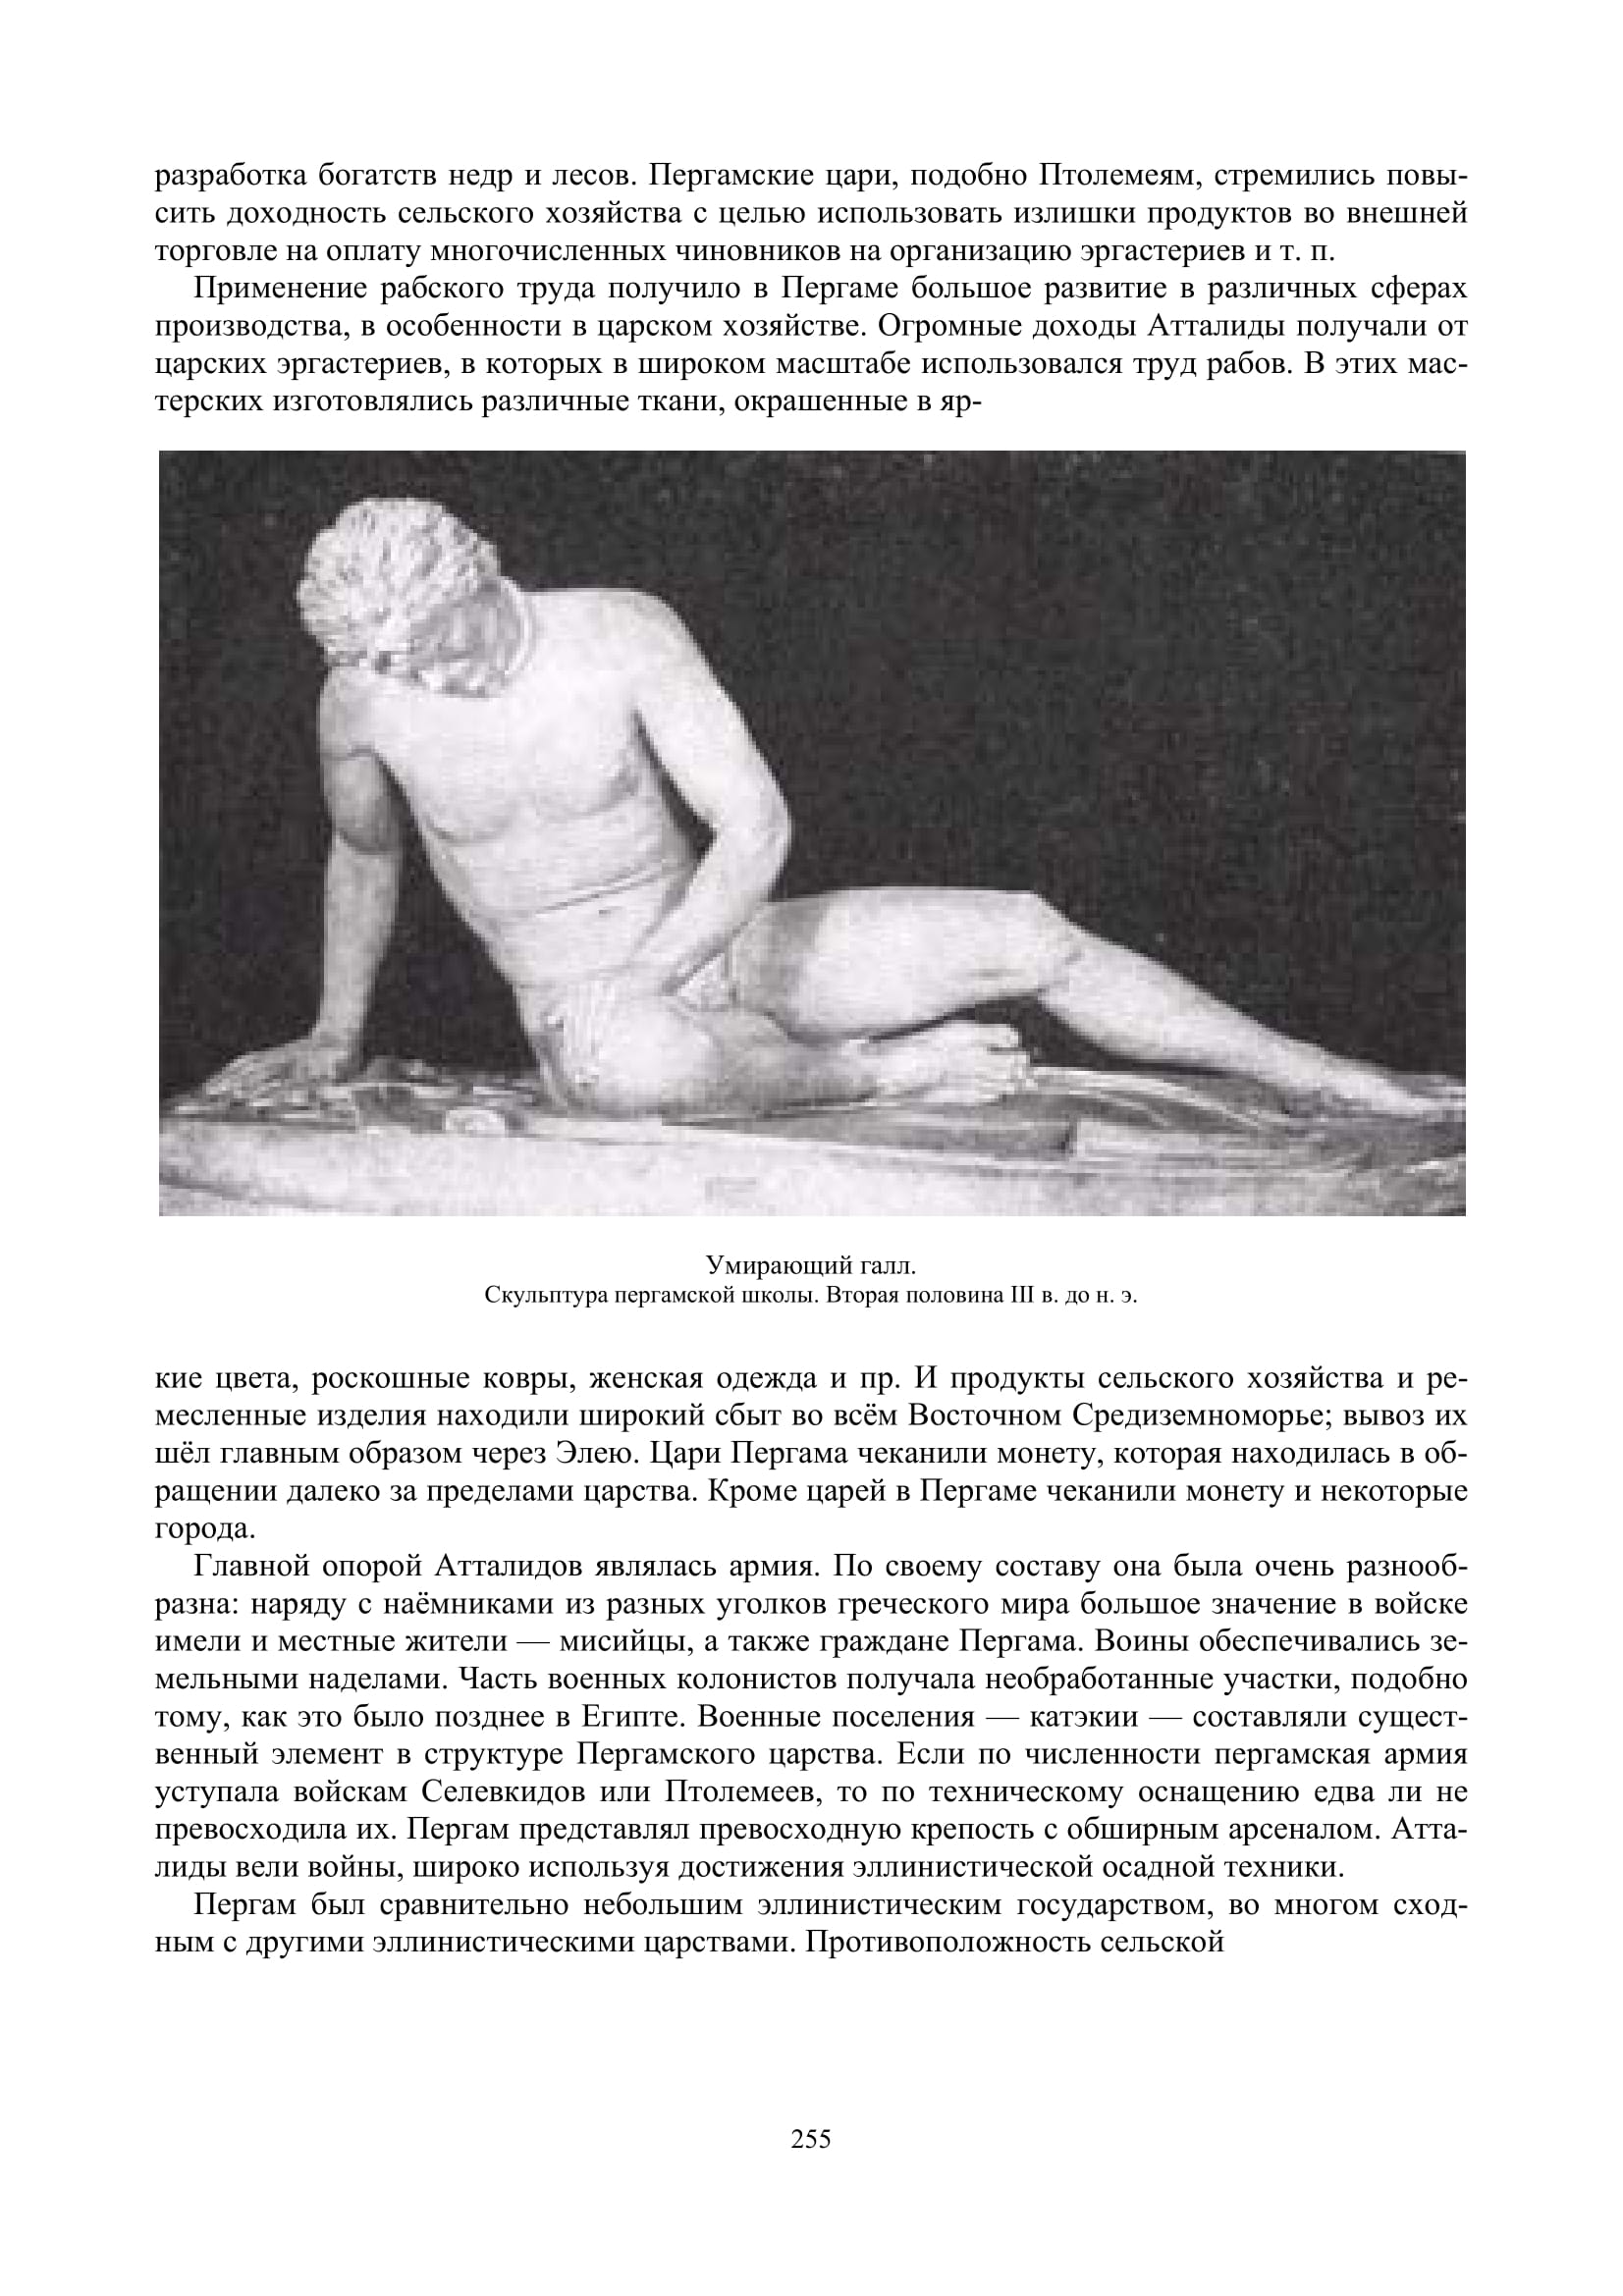 разработка богатств недр и лесов. Пергамские цари, подобно Птолемеям, стремились повы-
сить доходность сельского хозяйства с целью использовать излишки продуктов во внешней
торговле на оплату многочисленных чиновников на организацию эргастериев и т. п.
Применение рабского труда получило в Пергаме большое развитие в различных сферах
производства, в особенности в царском хозяйстве. Огромные доходы Атталиды получали от
царских эргастериев, в которых в широком масштабе использовался труд рабов. В этих мас-
терских изготовлялись различные ткани, окрашенные в яр-
Умирающий галл.
Скульптура пергамской школы. Вторая половина III в. до н. э.
кие цвета, роскошные ковры, женская одежда и пр. И продукты сельского хозяйства и ре-
месленные изделия находили широкий сбыт во всём Восточном Средиземноморье; вывоз их
шёл главным образом через Элею. Цари Пергама чеканили монету, которая находилась в об-
ращении далеко за пределами царства. Кроме царей в Пергаме чеканили монету и некоторые
города.
Главной опорой Атталидов являлась армия. По своему составу она была очень разнооб-
разна: наряду с наёмниками из разных уголков греческого мира большое значение в войске
имели и местные жители — мисийцы, а также граждане Пергама. Воины обеспечивались зе-
мельными наделами. Часть военных колонистов получала необработанные участки, подобно
тому, как это было позднее в Египте. Военные поселения — катэкии — составляли сущест-
венный элемент в структуре Пергамского царства. Если по численности пергамская армия
уступала войскам Селевкидов или Птолемеев, то по техническому оснащению едва ли не
превосходила их. Пергам представлял превосходную крепость с обширным арсеналом. Атта-
лиды вели войны, широко используя достижения эллинистической осадной техники.
Пергам был сравнительно небольшим эллинистическим государством, во многом сход-
ным с другими эллинистическими царствами. Противоположность сельской
255